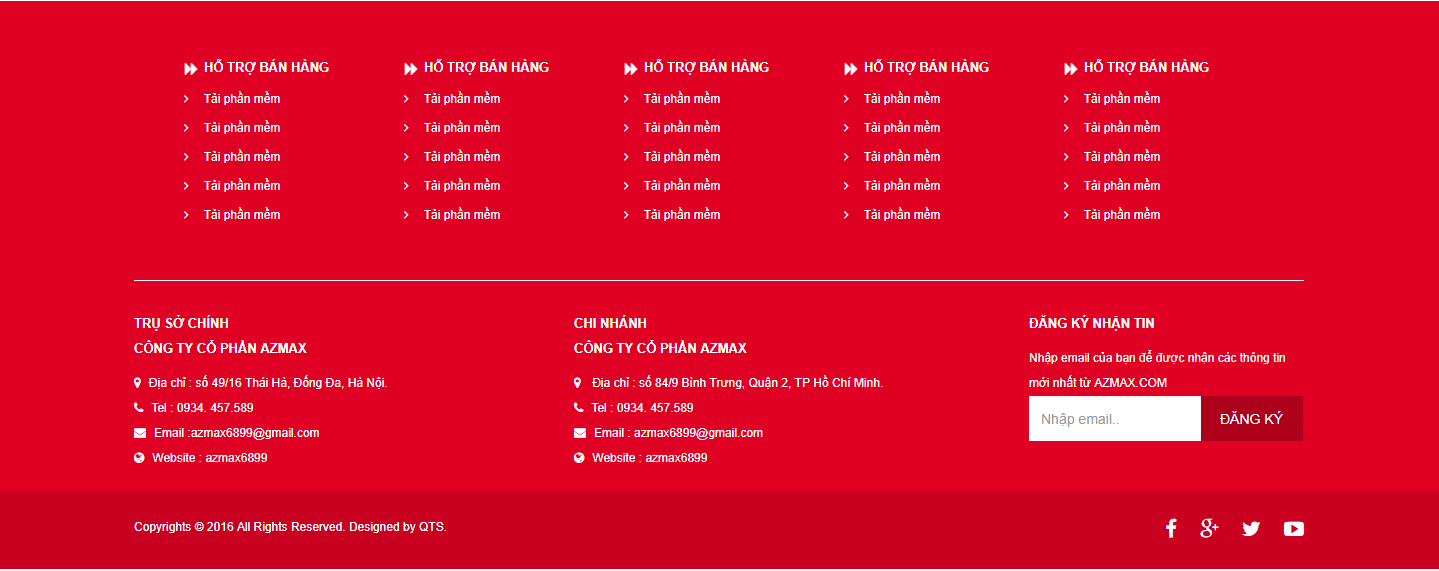 HỖ TRỢ BÁN HÀNG
Tải phần mềm
Tải phần mềm
Tải phần mềm
Tải phần mềm
Tải phần mềm
HỖ TRỢ BÁN HÀNG
Tải phần mềm
Tải phần mềm
Tải phần mềm
Tải phần mềm
Tải phần mềm
HỖ TRỢ BÁN HÀNG
Tải phần mềm
Tải phần mềm
Tải phần mềm
Tải phần mềm
Tải phần mềm
HỖ TRỢ BÁN HÀNG
Tải phần mềm
Tải phần mềm
Tải phần mềm
Tải phần mềm
Tải phần mềm
HỖ TRỢ BÁN HÀNG
Tải phần mềm
Tải phần mềm
Tải phần mềm
Tải phần mềm
Tải phần mềm
TRỤ SỞ CHÍNH
CÔNG TY CỔ PHẦN AZMAX
Địa chỉ : số 49/16 Thái Hà, Đống Đa, Hà Nội.
Tel : 0934. 457.589
Email :azmax6899@gmail.com
Website : azmax6899
CHI NHÁNH
CÔNG TY CỔ PHẦN AZMAX
Địa chỉ : số 84/9 Bình Trưng, Quận 2, TP Hồ Chí Minh.
Tel : 0934. 457.589
Email : azmax6899@gmail.com
Website : azmax6899
ĐĂNG KÝ NHẬN TIN
Nhập email của bạn để được nhận các thông tin
mới nhất từ AZMAX.COM
Nhập email..
ĐĂNG KÝ
Copyrights © 2016 All Rights Reserved. Designed by QTS.